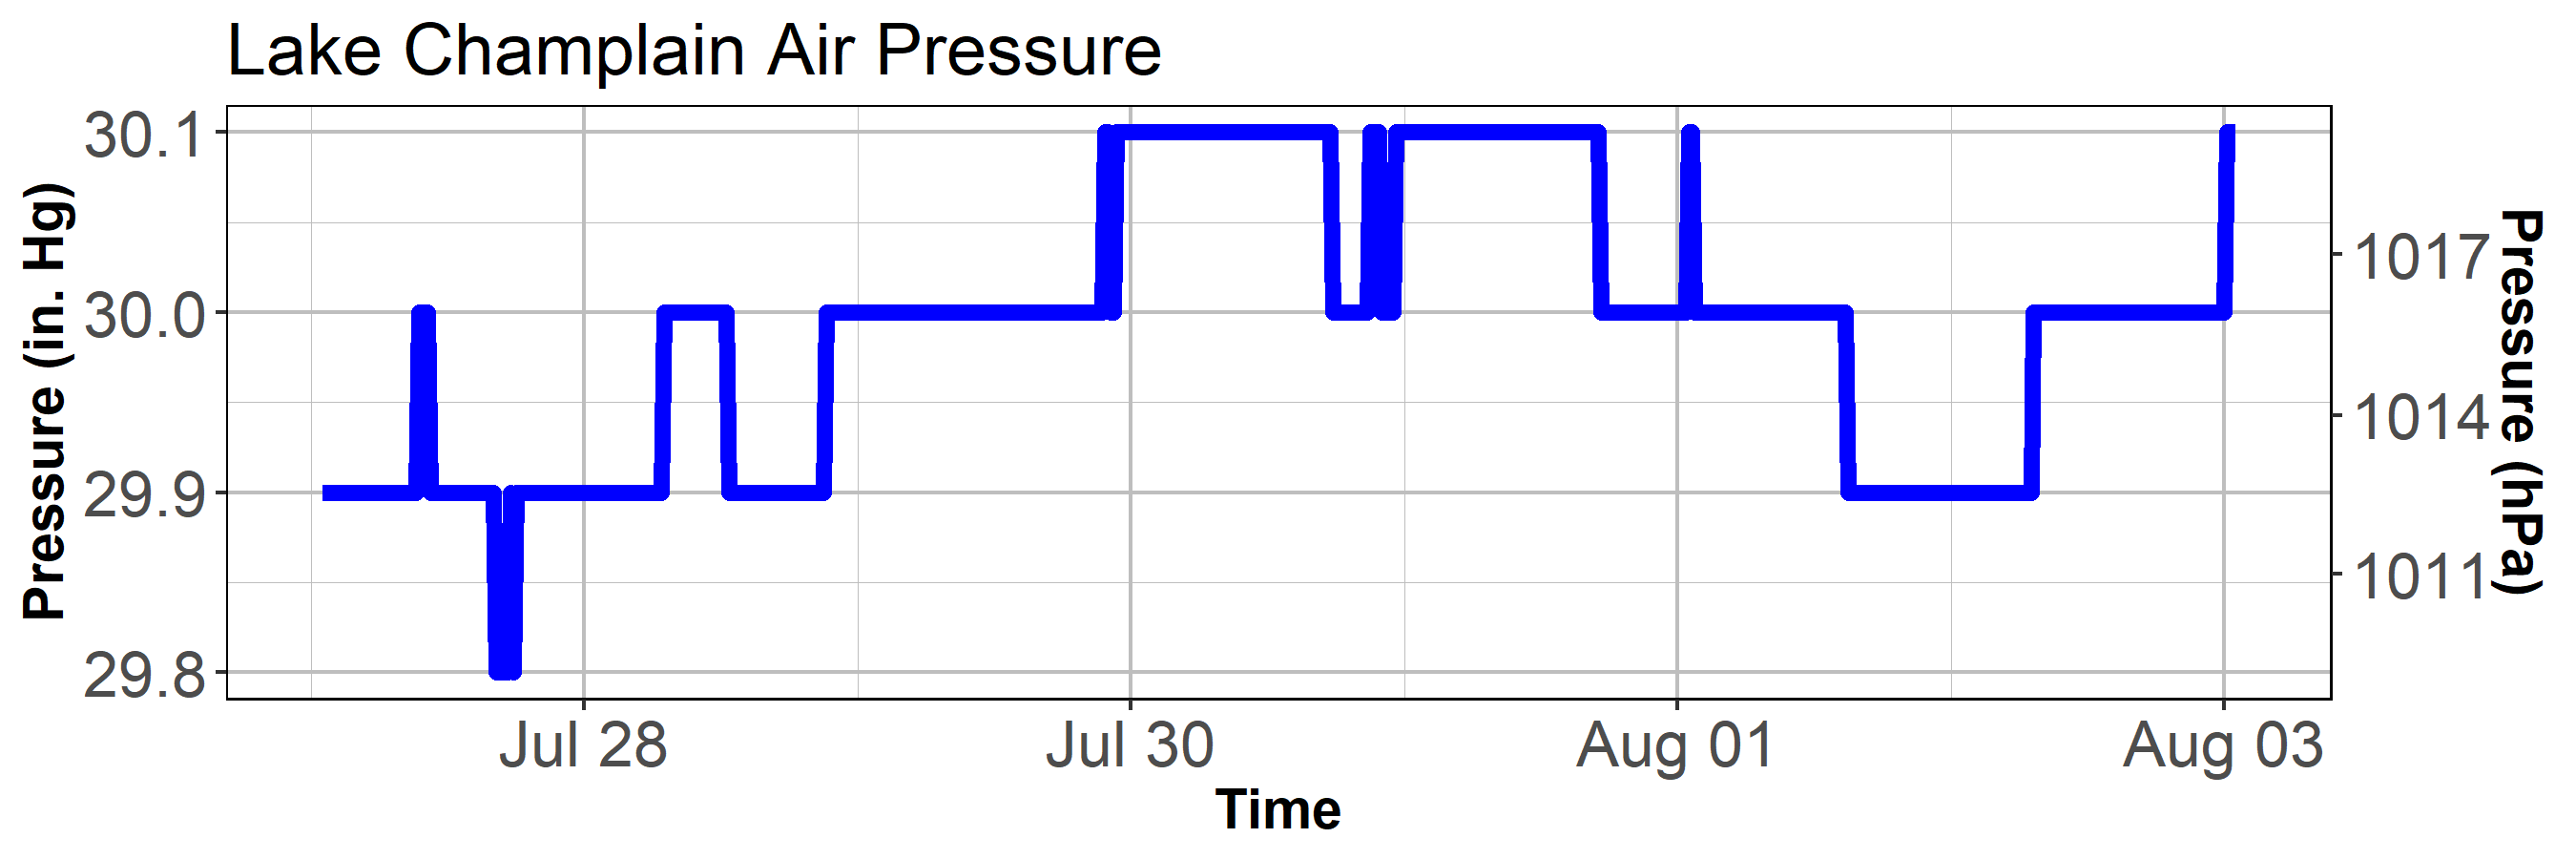 Lake Champlain Air Pressure
Pressure (in. Hg)
30.1
30.0
29.9
29.8
1017
1014
1011
Pressure (hPa)
Jul 28
Jul 30
Aug 01
Aug 03
Time